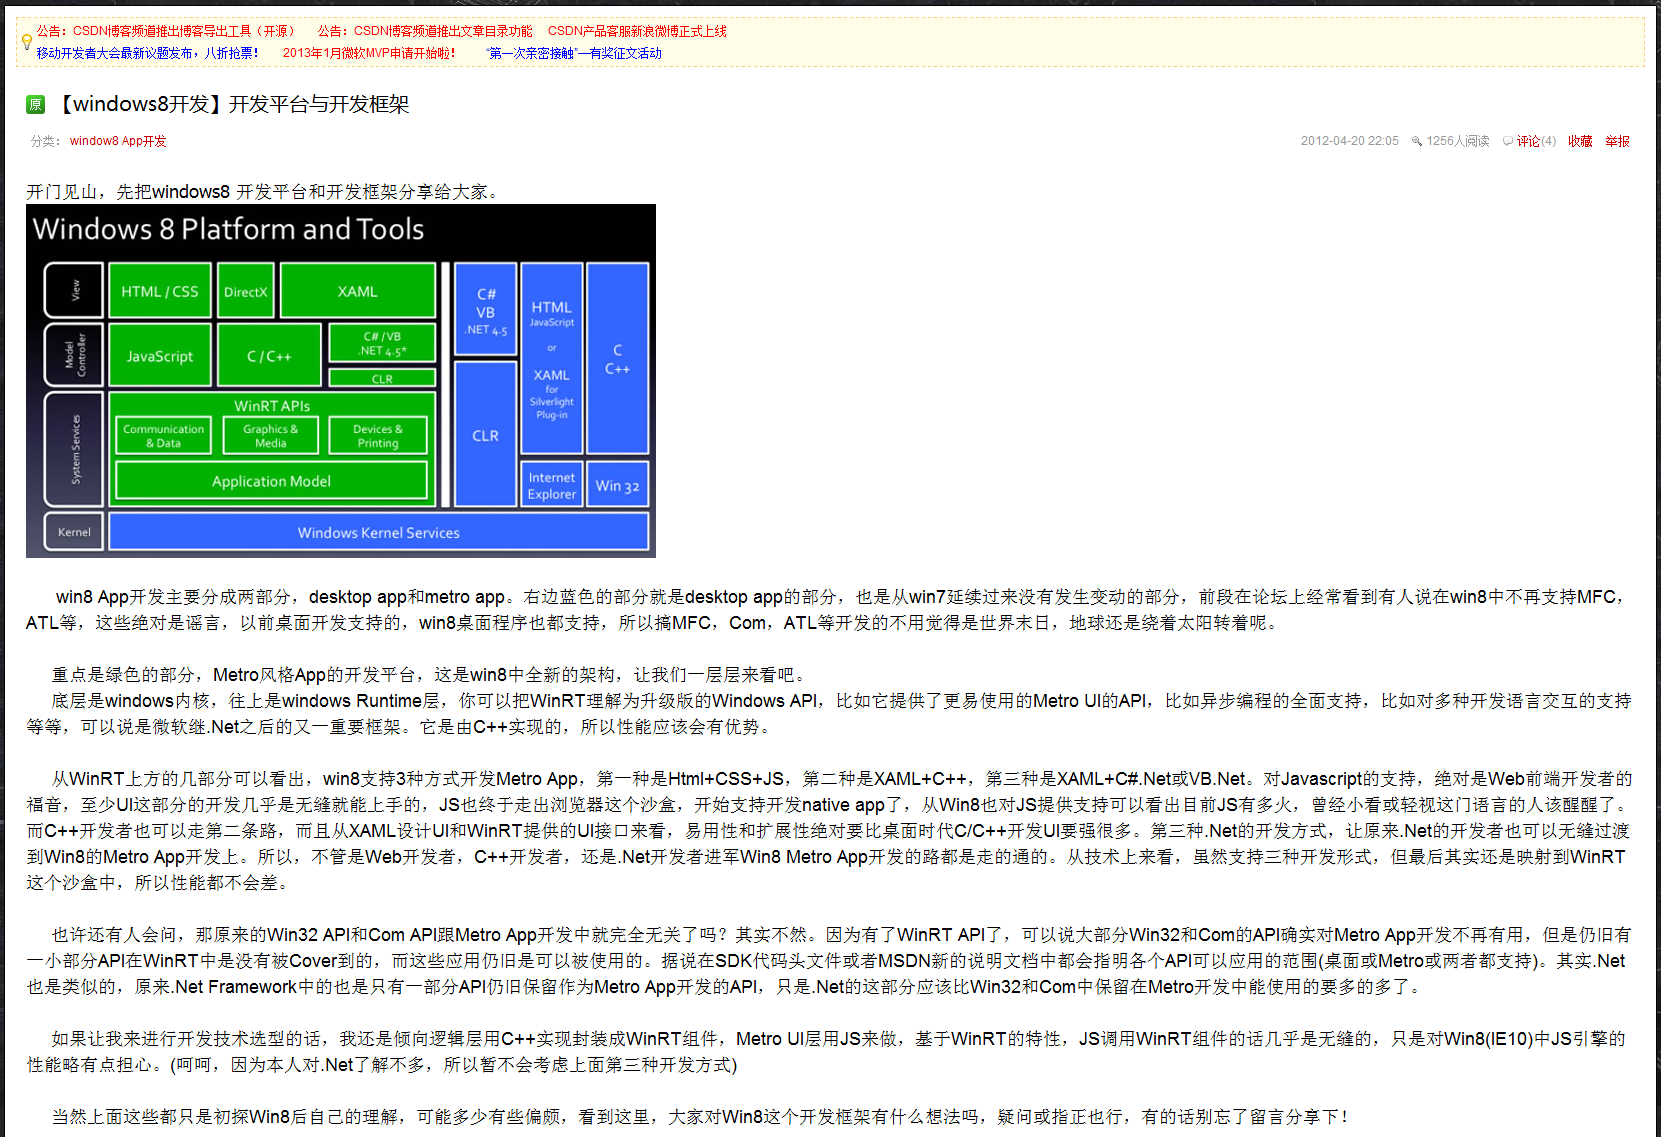 公告：CSDN博客频道推出博客导出工具（开源） 公告：CSDN博客频道推出文章目录功能 CSDN产品客服新浪微博正式上线
移动开发者大会最新议题发布，八折抢票！ 2013年1月微软MVP申请开始啦！ “第一次亲密接触”—有奖征文活动
原 【windows8开发】开发平台与开发框架
分类： window8 App开发 2012-04-20 22:05 1256人阅读 评论(4) 收藏 举报
开门见山，先把windows8 开发平台和开发框架分享给大家。
Windows 8 Platform and Tools
View
HTML / CSS
DirectX
XAML
Model
Controller
JavaScript
C / C++
C# / VB
.NET 4.5*
CLR
System Services
WinRT APIs
Communication
& Data
Graphics &
Media
Devices &
Printing
Application Model
C#
VB
.NET 4.5
CLR
HTML
JavaScript
or
XAML
for
Silverlight
Plug-in
Internet
Explorer
C
C++
Win 32
Kernel
Windows Kernel Services
win8 App开发主要分成两部分，desktop app和metro app。右边蓝色的部分就是desktop app的部分，也是从win7延续过来没有发生变动的部分，前段在论坛上经常看到有人说在win8中不再支持MFC，
ATL等，这些绝对是谣言，以前桌面开发支持的，win8桌面程序也都支持，所以搞MFC，Com，ATL等开发的不用觉得是世界末日，地球还是绕着太阳转着呢。
重点是绿色的部分，Metro风格App的开发平台，这是win8中全新的架构，让我们一层层来看吧。
底层是windows内核，往上是windows Runtime层，你可以把WinRT理解为升级版的Windows API，比如它提供了更易使用的Metro UI的API，比如异步编程的全面支持，比如对多种开发语言交互的支持
等等，可以说是微软继.Net之后的又一重要框架。它是由C++实现的，所以性能应该会有优势。
从WinRT上方的几部分可以看出，win8支持3种方式开发Metro App，第一种是Html+CSS+JS，第二种是XAML+C++，第三种是XAML+C#.Net或VB.Net。对Javascript的支持，绝对是Web前端开发者的
福音，至少UI这部分的开发几乎是无缝就能上手的，JS也终于走出浏览器这个沙盒，开始支持开发native app了，从Win8也对JS提供支持可以看出目前JS有多火，曾经小看或轻视这门语言的人该醒醒了。
而C++开发者也可以走第二条路，而且从XAML设计UI和WinRT提供的UI接口来看，易用性和扩展性绝对要比桌面时代C/C++开发UI要强很多。第三种.Net的开发方式，让原来.Net的开发者也可以无缝过渡
到Win8的Metro App开发上。所以，不管是Web开发者，C++开发者，还是.Net开发者进军Win8 Metro App开发的路都是走的通的。从技术上来看，虽然支持三种开发形式，但最后其实还是映射到WinRT
这个沙盒中，所以性能都不会差。
也许还有人会问，那原来的Win32 API和Com API跟Metro App开发中就完全无关了吗？其实不然。因为有了WinRT API了，可以说大部分Win32和Com的API确实对Metro App开发不再有用，但是仍旧有
一小部分API在WinRT中是没有被Cover到的，而这些应用仍旧是可以被使用的。据说在SDK代码头文件或者MSDN新的说明文档中都会指明各个API可以应用的范围(桌面或Metro或两者都支持)。其实.Net
也是类似的，原来.Net Framework中的也是只有一部分API仍旧保留作为Metro App开发的API，只是.Net的这部分应该比Win32和Com中保留在Metro开发中能使用的要多的多了。
如果让我来进行开发技术选型的话，我还是倾向逻辑层用C++实现封装成WinRT组件，Metro UI层用JS来做，基于WinRT的特性，JS调用WinRT组件的话几乎是无缝的，只是对Win8(IE10)中JS引擎的
性能略有点担心。(呵呵，因为本人对.Net了解不多，所以暂不会考虑上面第三种开发方式)
当然上面这些都只是初探Win8后自己的理解，可能多少有些偏颇，看到这里，大家对Win8这个开发框架有什么想法吗，疑问或指正也行，有的话别忘了留言分享下！